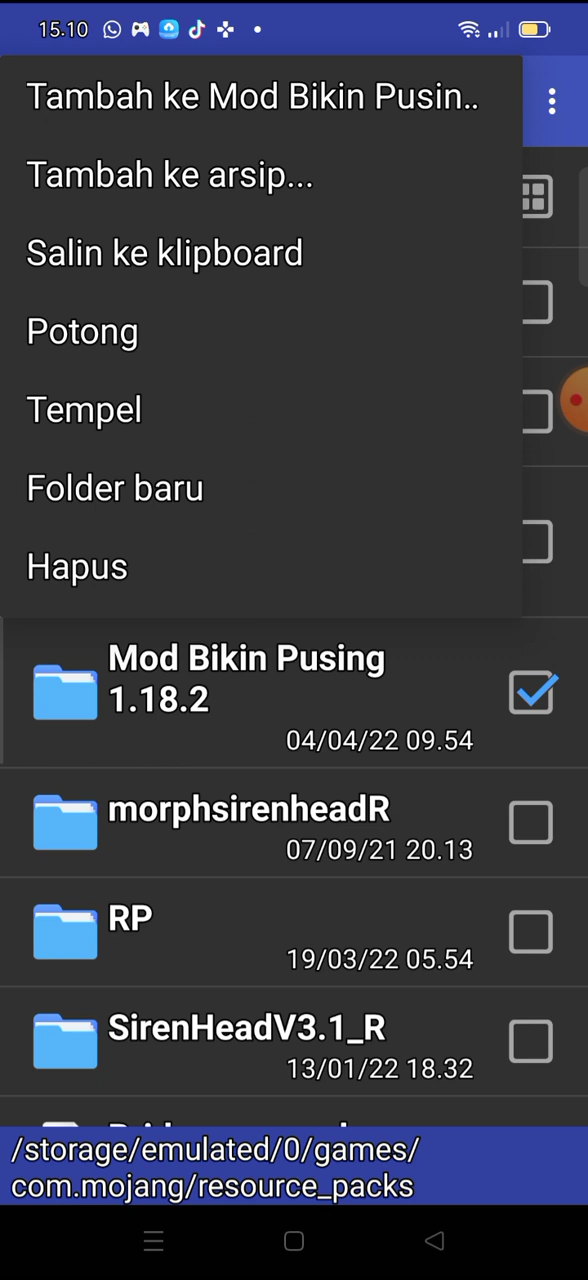 15.10
Tambah ke Mod Bikin Pusin..
Tambah ke arsip...
Salin ke klipboard
Potong
Tempel
Folder baru
Hapus
Mod Bikin Pusing
1.18.2
04/04/22 09.54
morphsirenheadR
07/09/21 20.13
RP
19/03/22 05.54
SirenHeadV3.1_R
13/01/22 18.32
/storage/emulated/0/games/
com.mojang/resource_packs